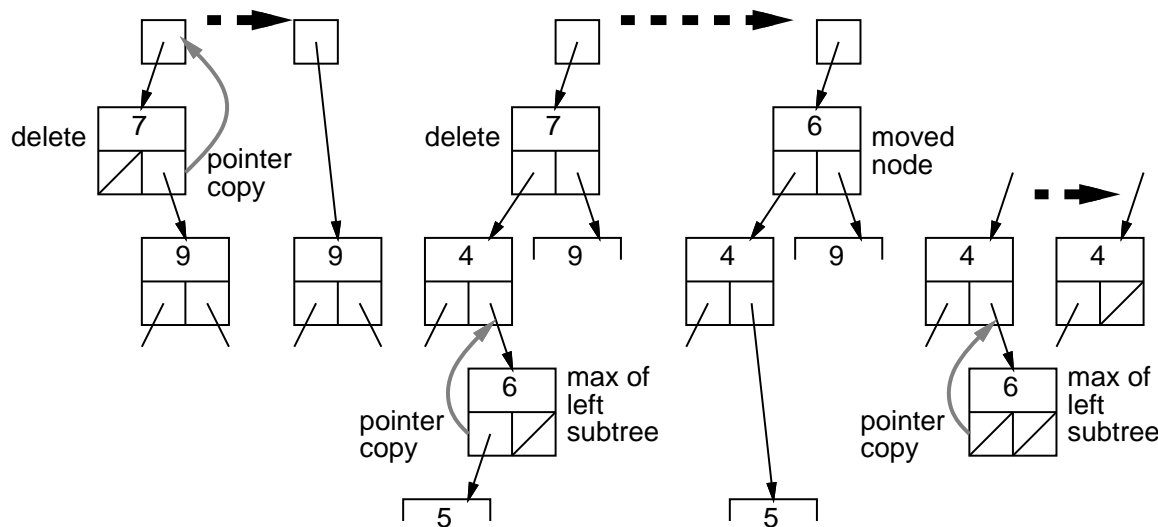 delete
7
pointer
copy
9
9
delete
7
4
9
6
pointer
copy
max of
left
subtree
5
6
moved
node
4
9
5
4
4
6
pointer
copy
max of
left
subtree